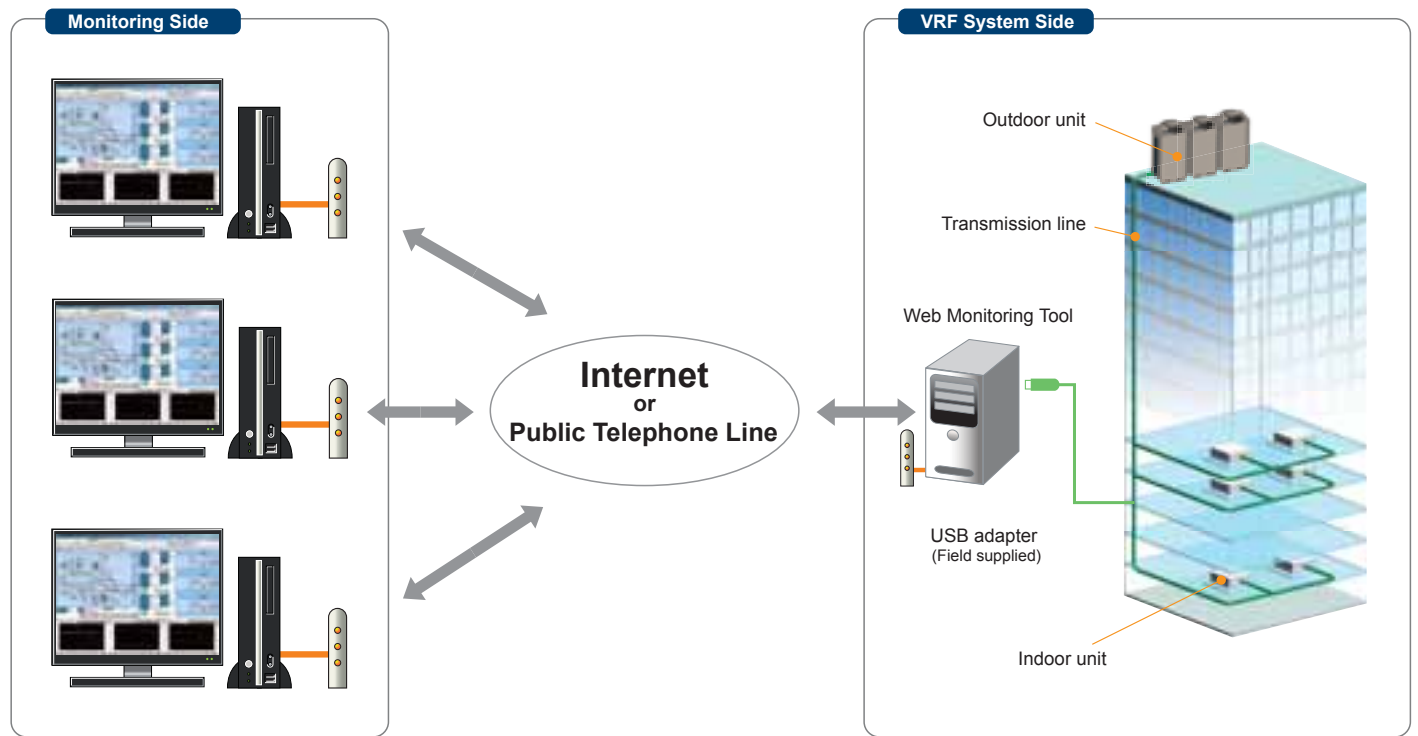 Monitoring Side
VRF System Side
Outdoor unit
Transmission line
Web Monitoring Tool
Internet
or
Public Telephone Line
USB adapter
(Field supplied)
Indoor unit